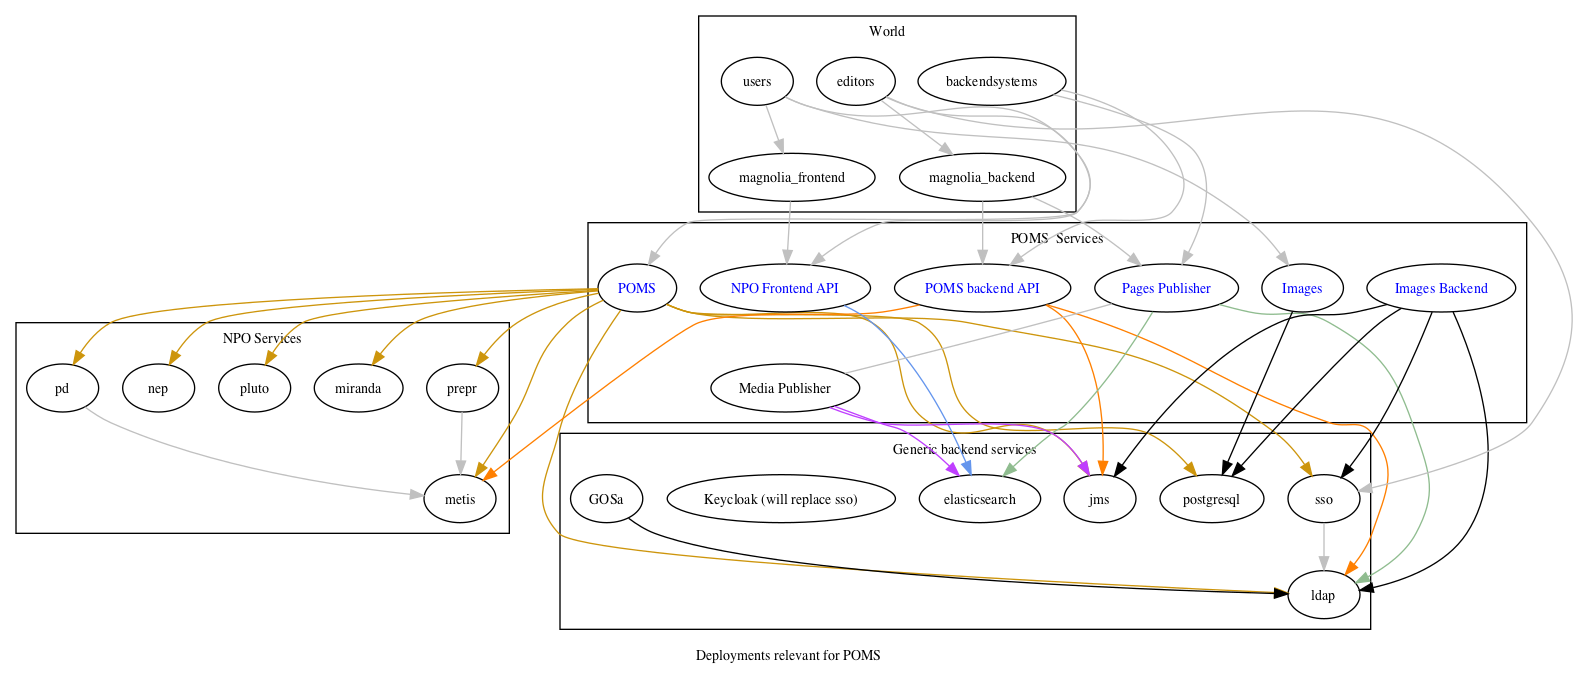 World
users
editors
backendsystems
magnolia_frontend
magnolia_backend
POMS  Services
POMS
NPO Frontend API
POMS backend API
Pages Publisher
Images
Images Backend
NPO Services
pd
nep
pluto
miranda
prepr
Media Publisher
Generic backend services
metis
GOSa
Keycloak (will replace sso)
elasticsearch
jms
postgresql
sso
ldap
Deployments relevant for POMS